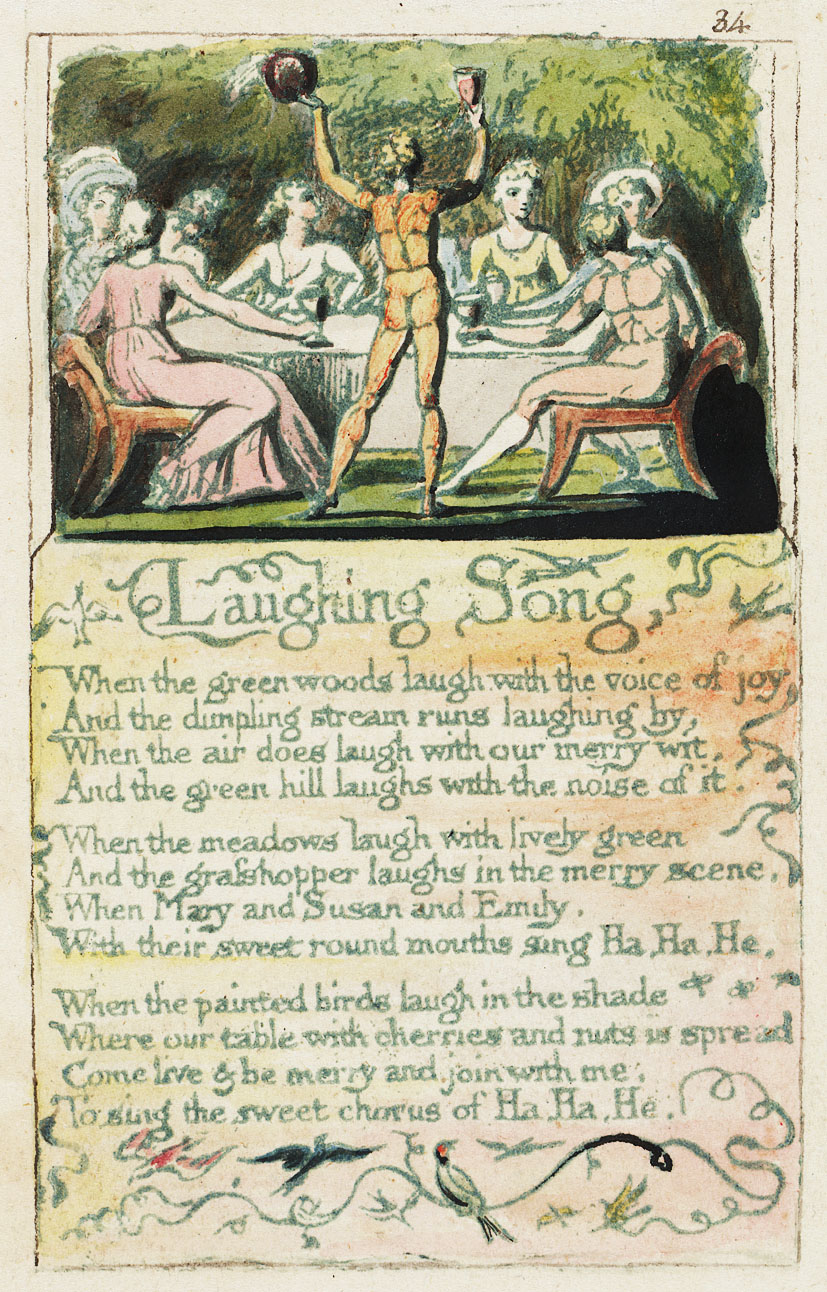 34
Laughing Song,
When the green woods laugh with the voice of joy,
And the dimpling stream runs laughing by,
When the air does laugh with our merry wit,
And the green hill laughs with the noise of it.
When the meadows laugh with lively green
And the graſshopper laughs in the merry scene,
When Mary and Susan and Emily,
With their sweet round mouths sing Ha, Ha, He.
When the painted birds laugh in the shade
Where our table with cherries and nuts is spread
Come live & be merry and join with me,
To sing the sweet chorus of Ha, Ha, He.